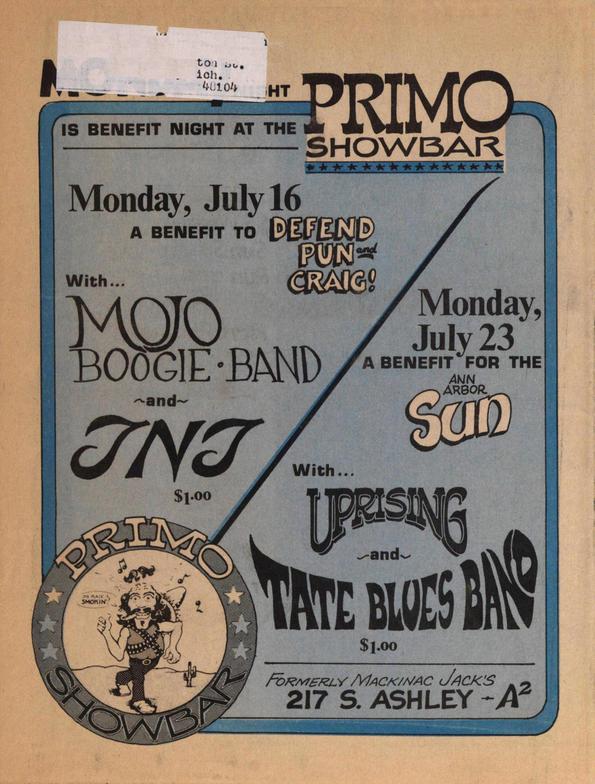 ton St.
ich.
48104
PRIMO
SHOWBAR
IS BENEFIT NIGHT AT THE
Monday, July 16
A BENEFIT TO DEFEND
PUN and
CRAIG!
With...
MOJO
BOOGIE · BAND
~and~
TNT
$1.00
Monday,
July 23
A BENEFIT FOR THE
ANN
ARBOR
Sun
With...
UPRISING
~and~
TATE BLUES BAND
$1.00
PRIMO
SMOKIN'
SHOWBAR
FORMERLY MACKINAC JACK'S
217 S. ASHLEY - A²